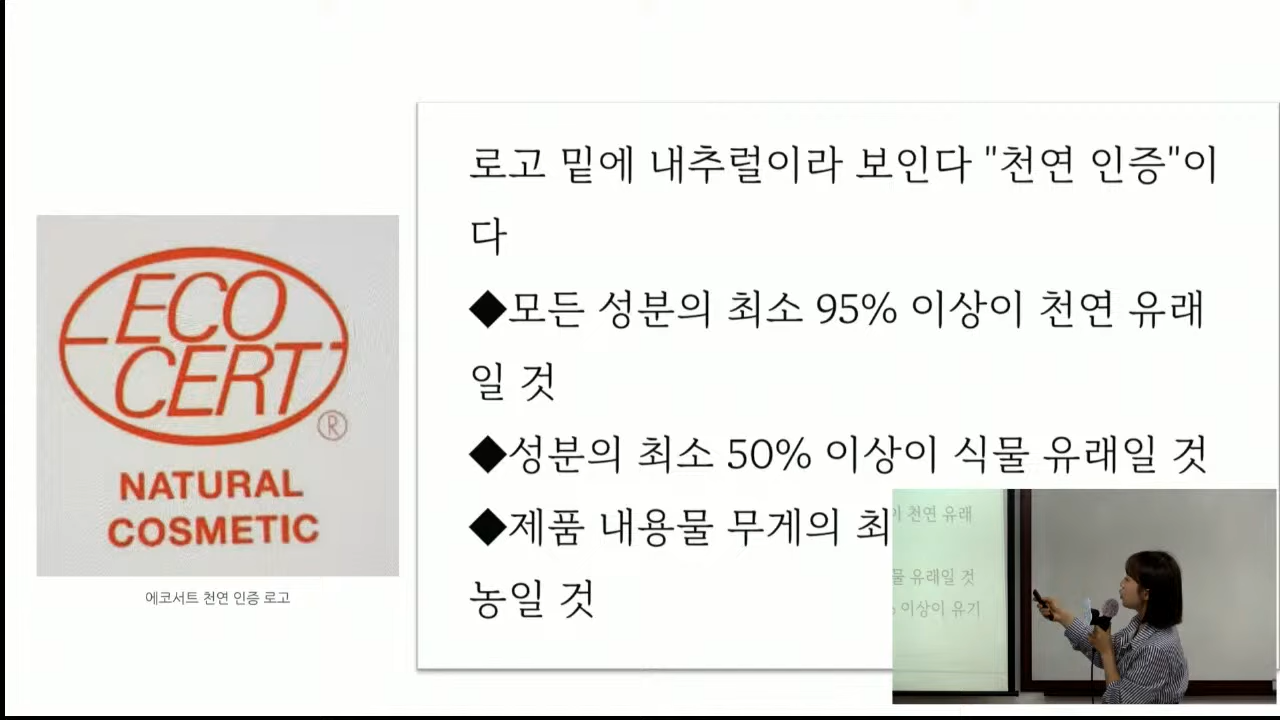 ECO
CERT
®
NATURAL
COSMETIC
에코서트 천연 인증 로고
로고 밑에 내추럴이라 보인다 "천연 인증"이
다
◆모든 성분의 최소 95% 이상이 천연 유래
일 것
◆성분의 최소 50% 이상이 식물 유래일 것
◆제품 내용물 무게의 최
농일 것
이 천연 유래
물 유래일 것
이상이 유기